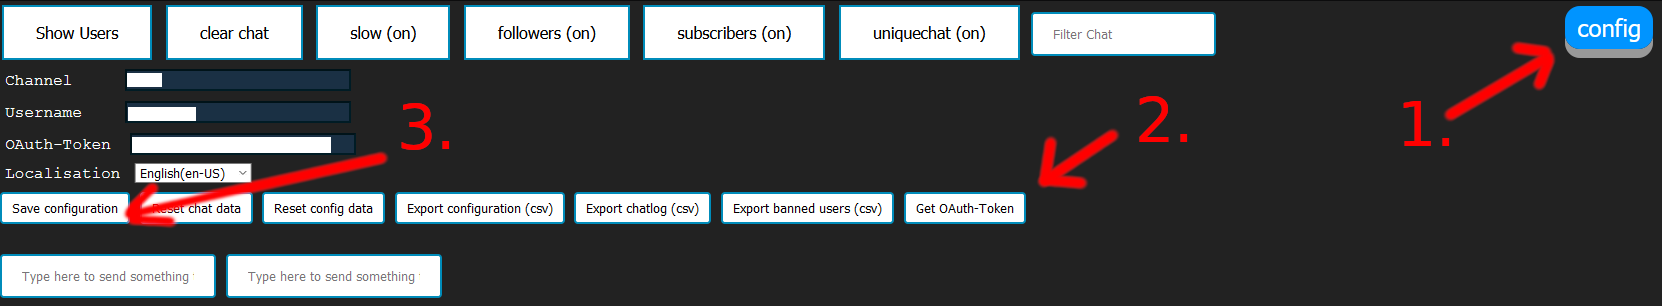 Show Users
clear chat
slow (on)
followers (on)
subscribers (on)
uniquechat (on)
Filter Chat
config
Channel
Username
OAuth-Token
Localisation
English(en-US)
3.
2.
1.
Save configuration
Reset chat data
Reset config data
Export configuration (csv)
Export chatlog (csv)
Export banned users (csv)
Get OAuth-Token
Type here to send something
Type here to send something